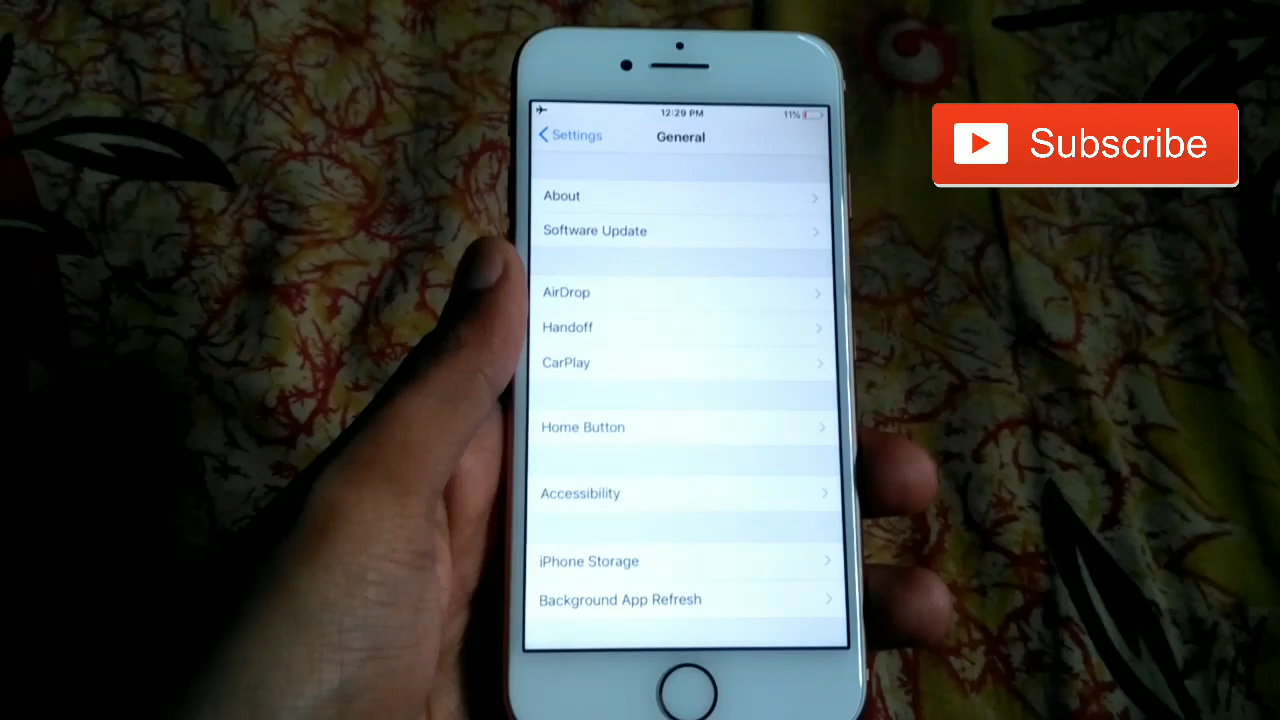 12:29 PM
11%
Settings
General
About
Software Update
AirDrop
Handoff
CarPlay
Home Button
Accessibility
iPhone Storage
Background App Refresh
Subscribe